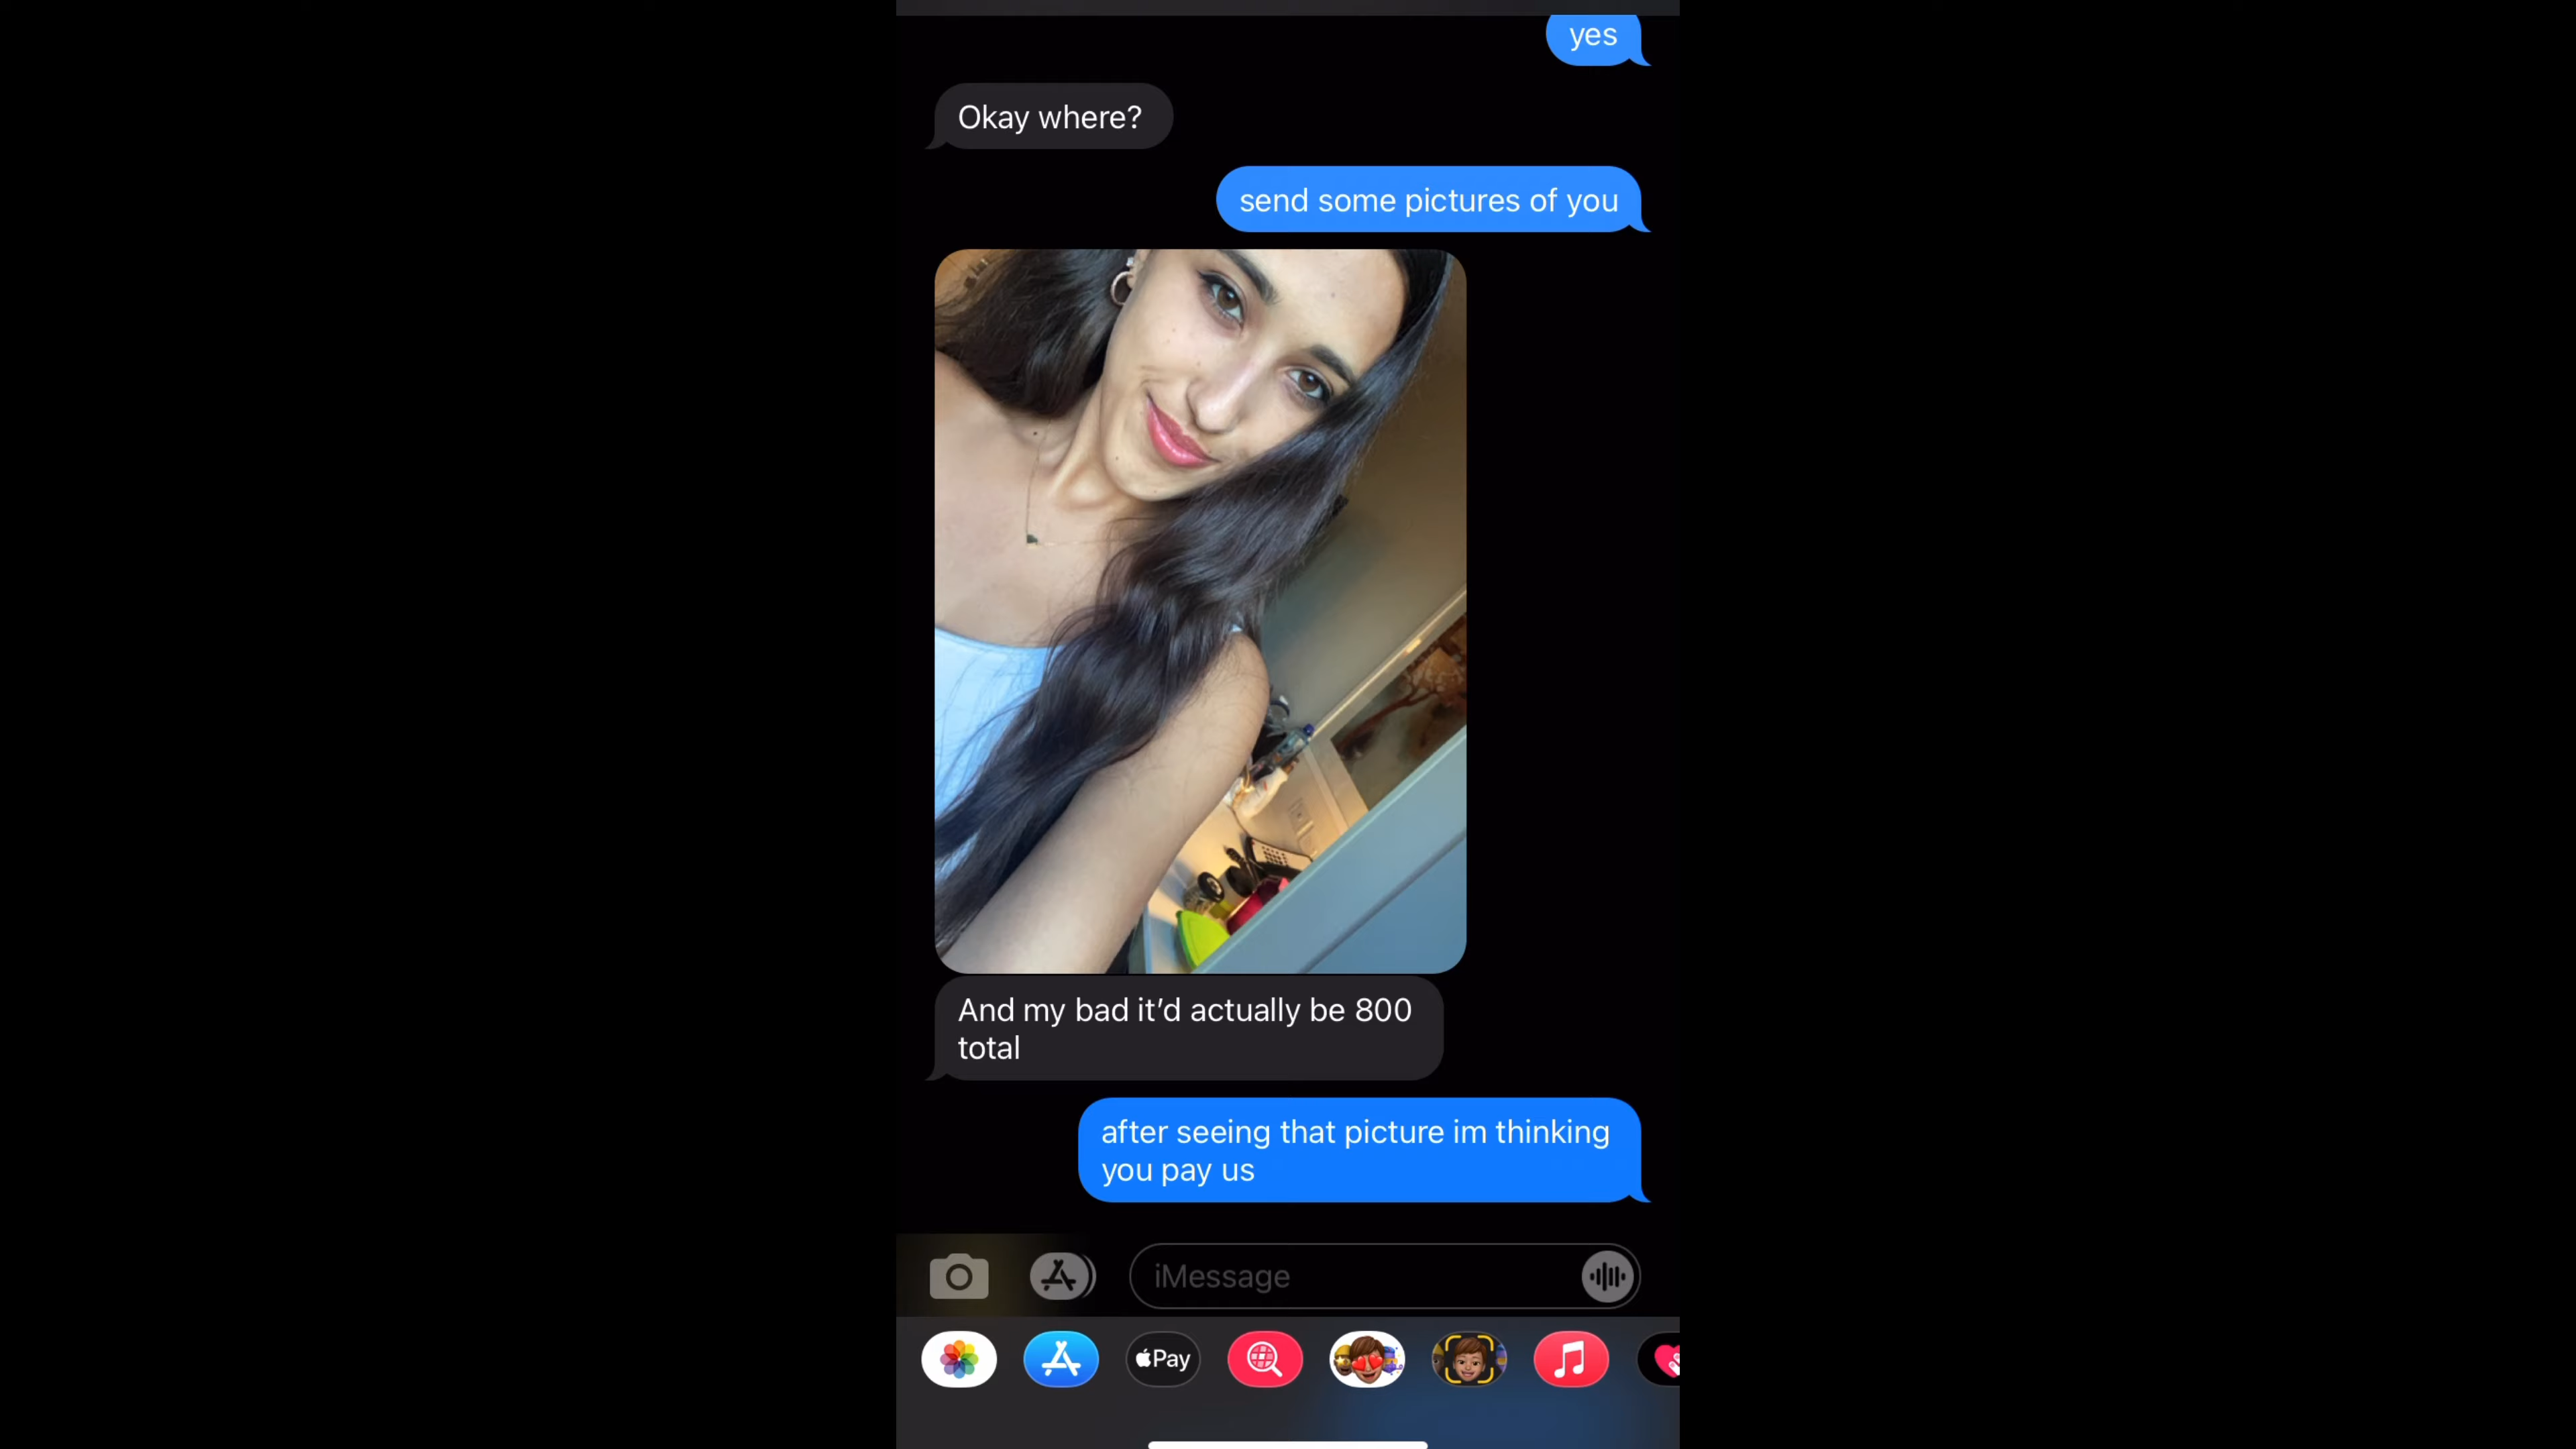 yes
Okay where?
send some pictures of you
And my bad it’d actually be 800
total
after seeing that picture im thinking
you pay us
iMessage
Pay